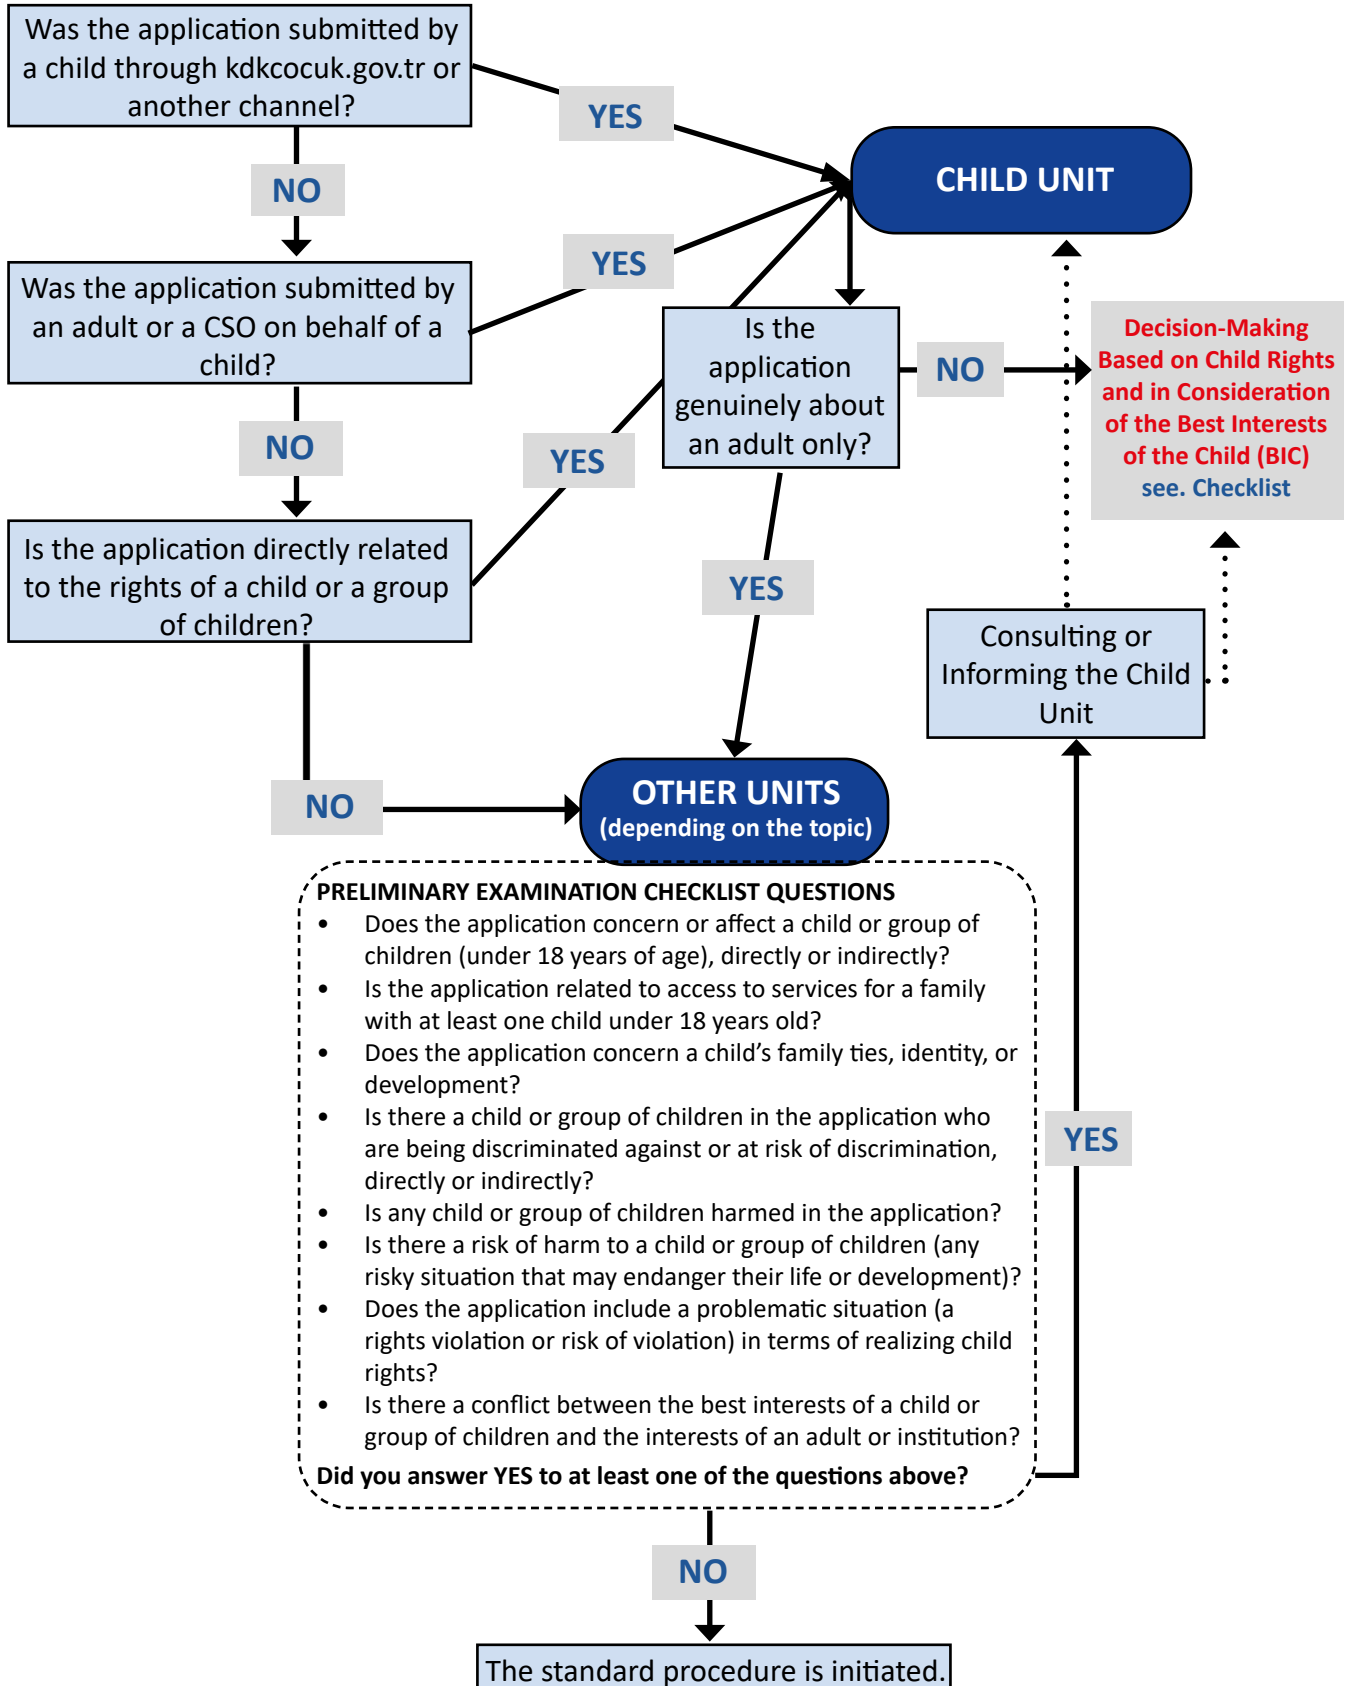 Was the application submitted by
a child through kdkcocuk.gov.tr or
another channel?
YES
CHILD UNIT
NO
Was the application submitted by
an adult or a CSO on behalf of a
child?
YES
Is the
application
genuinely about
an adult only?
NO
Decision-Making
Based on Child Rights
and in Consideration
of the Best Interests
of the Child (BIC)
see. Checklist
NO
YES
Is the application directly related
to the rights of a child or a group
of children?
YES
Consulting or
Informing the Child
Unit
NO
OTHER UNITS
(depending on the topic)
PRELIMINARY EXAMINATION CHECKLIST QUESTIONS
• Does the application concern or affect a child or group of
children (under 18 years of age), directly or indirectly?
• Is the application related to access to services for a family
with at least one child under 18 years old?
• Does the application concern a child’s family ties, identity, or
development?
• Is there a child or group of children in the application who
are being discriminated against or at risk of discrimination,
directly or indirectly?
• Is any child or group of children harmed in the application?
• Is there a risk of harm to a child or group of children (any
risky situation that may endanger their life or development)?
• Does the application include a problematic situation (a
rights violation or risk of violation) in terms of realizing child
rights?
• Is there a conflict between the best interests of a child or
group of children and the interests of an adult or institution?
Did you answer YES to at least one of the questions above?
YES
NO
The standard procedure is initiated.